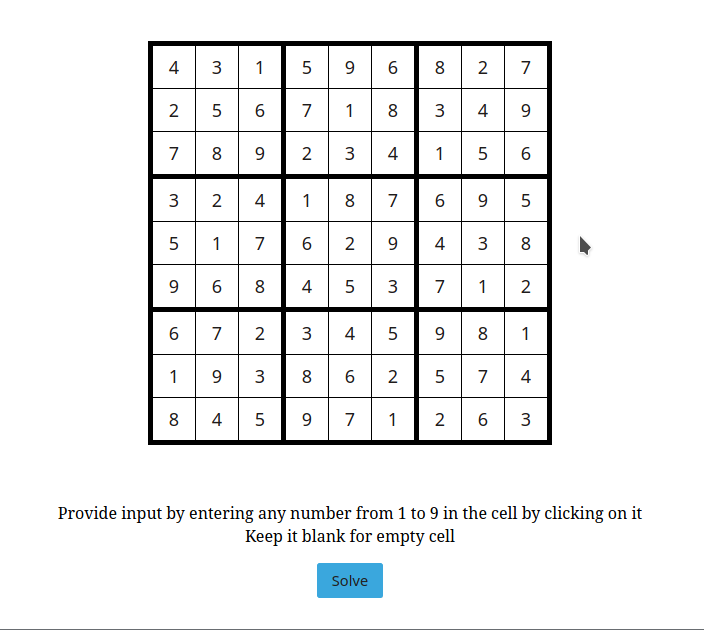 4 3 1 5 9 6 8 2 7
2 5 6 7 1 8 3 4 9
7 8 9 2 3 4 1 5 6
3 2 4 1 8 7 6 9 5
5 1 7 6 2 9 4 3 8
9 6 8 4 5 3 7 1 2
6 7 2 3 4 5 9 8 1
1 9 3 8 6 2 5 7 4
8 4 5 9 7 1 2 6 3
Provide input by entering any number from 1 to 9 in the cell by clicking on it
Keep it blank for empty cell
Solve